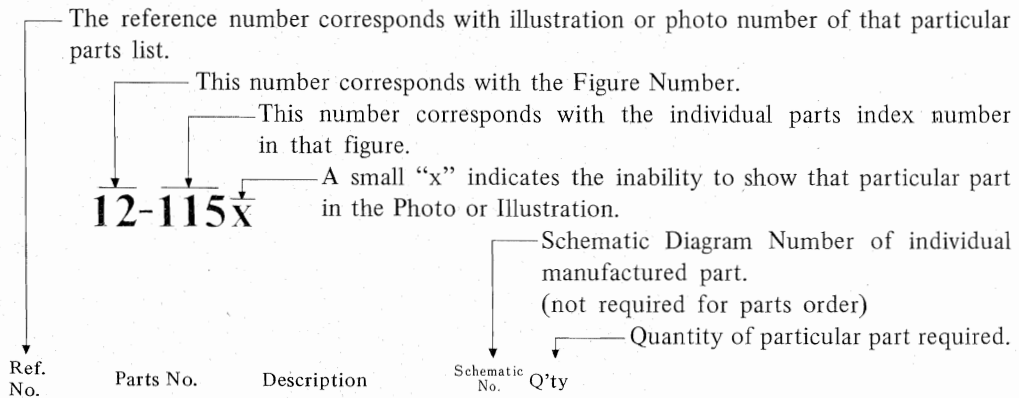 The reference number corresponds with illustration or photo number of that particular
parts list.
This number corresponds with the Figure Number.
This number corresponds with the individual parts index number
in that figure.
A small “x” indicates the inability to show that particular part
in the Photo or Illustration.
12-115x
Schematic Diagram Number of individual
manufactured part.
(not required for parts order)
Quantity of particular part required.
Ref.
No.
Parts No.
Description
Schematic
No.
Q’ty